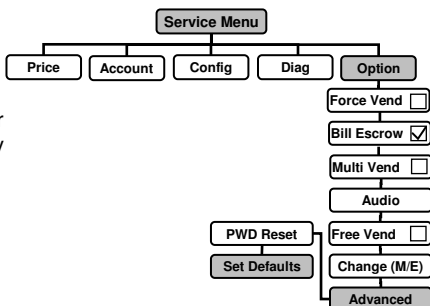 Service Menu
Price Account Config Diag Option
Force Vend
Bill Escrow
Multi Vend
Audio
PWD Reset Free Vend
Set Defaults Change (M/E)
Advanced